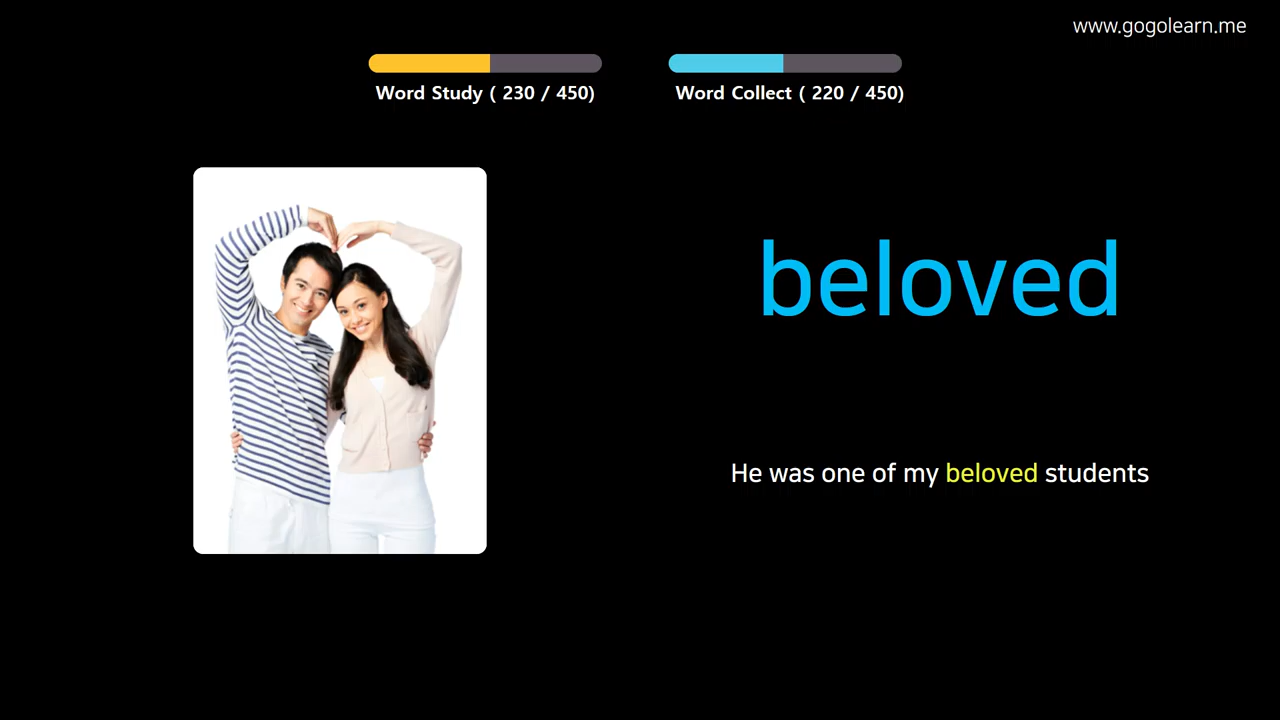 www.gogolearn.me
Word Study ( 230 / 450)
Word Collect ( 220 / 450)
beloved
He was one of my beloved students